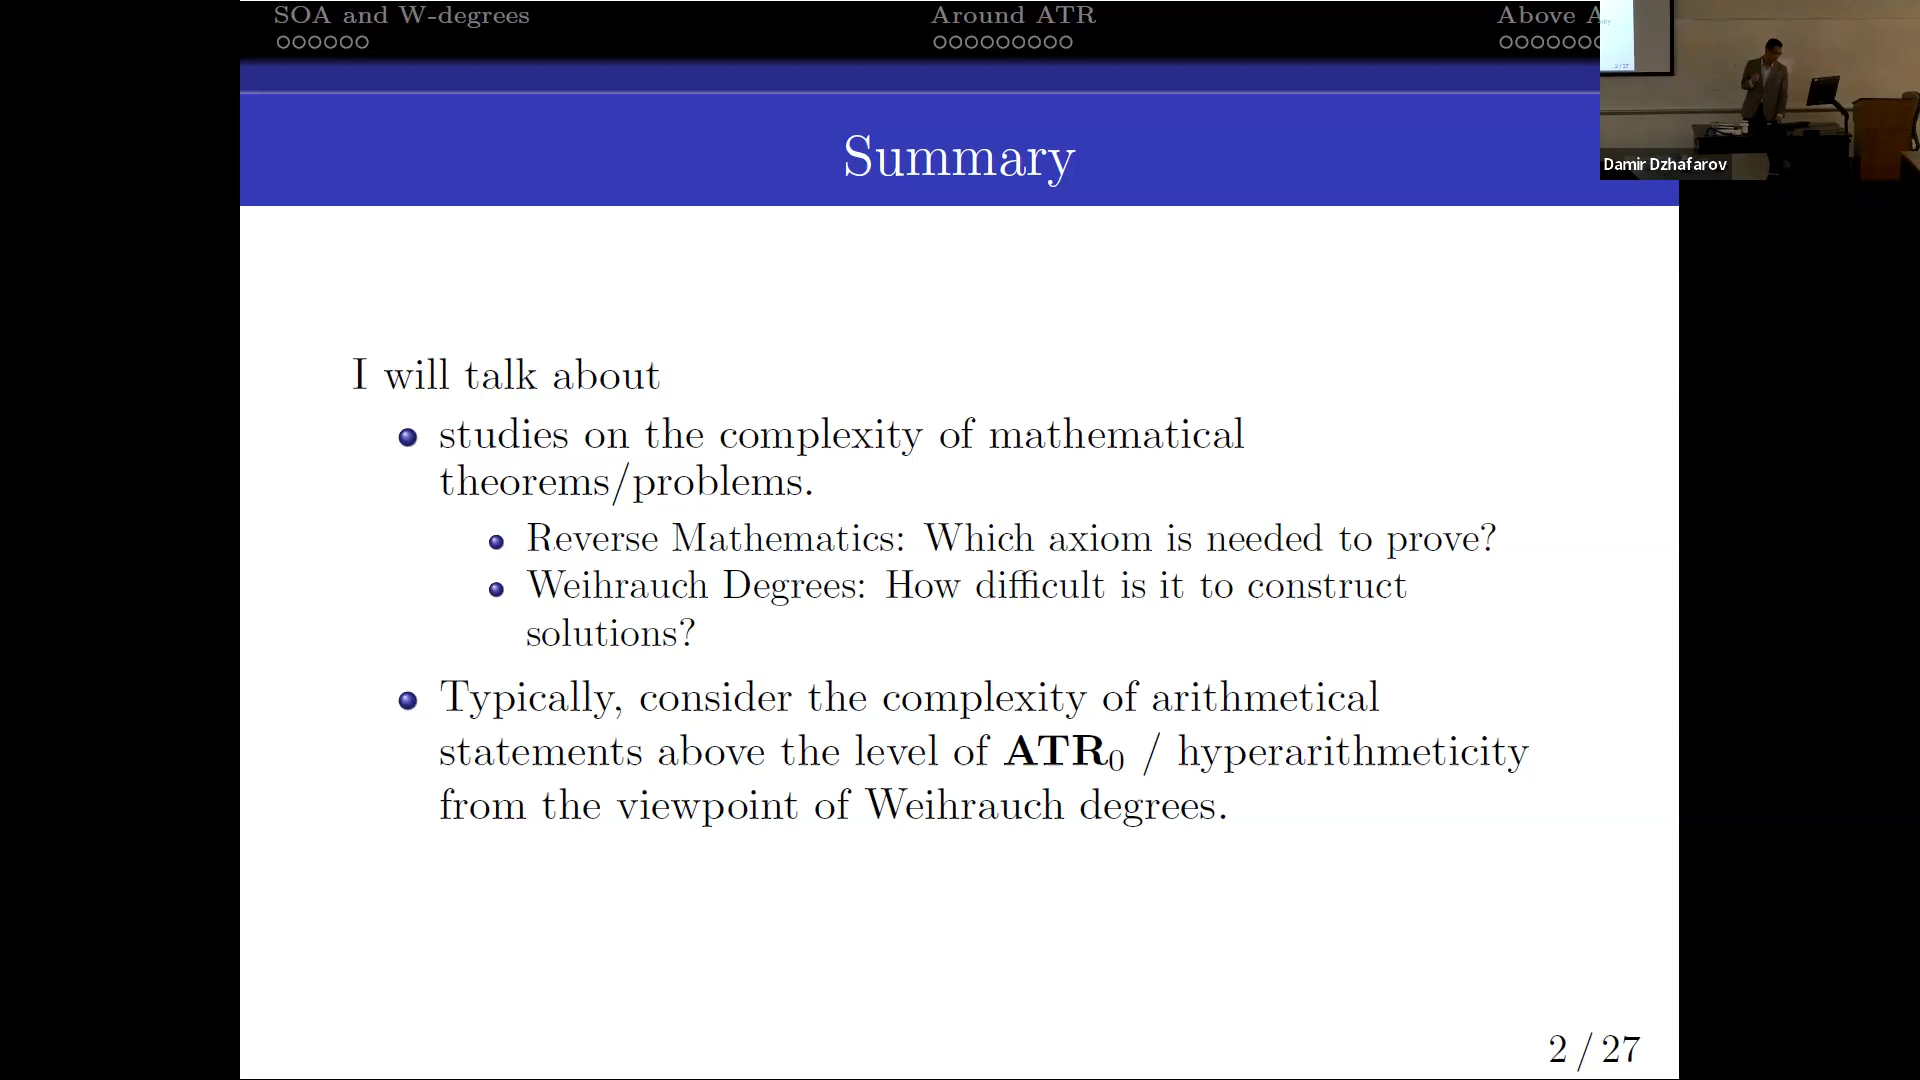 SOA and W-degrees
Around ATR
Above A
Damir Dzhafarov
Summary
I will talk about
studies on the complexity of mathematical
theorems/problems.
Reverse Mathematics: Which axiom is needed to prove?
Weihrauch Degrees: How difficult is it to construct
solutions?
Typically, consider the complexity of arithmetical
statements above the level of ATR₀ / hyperarithmeticity
from the viewpoint of Weihrauch degrees.
2 / 27